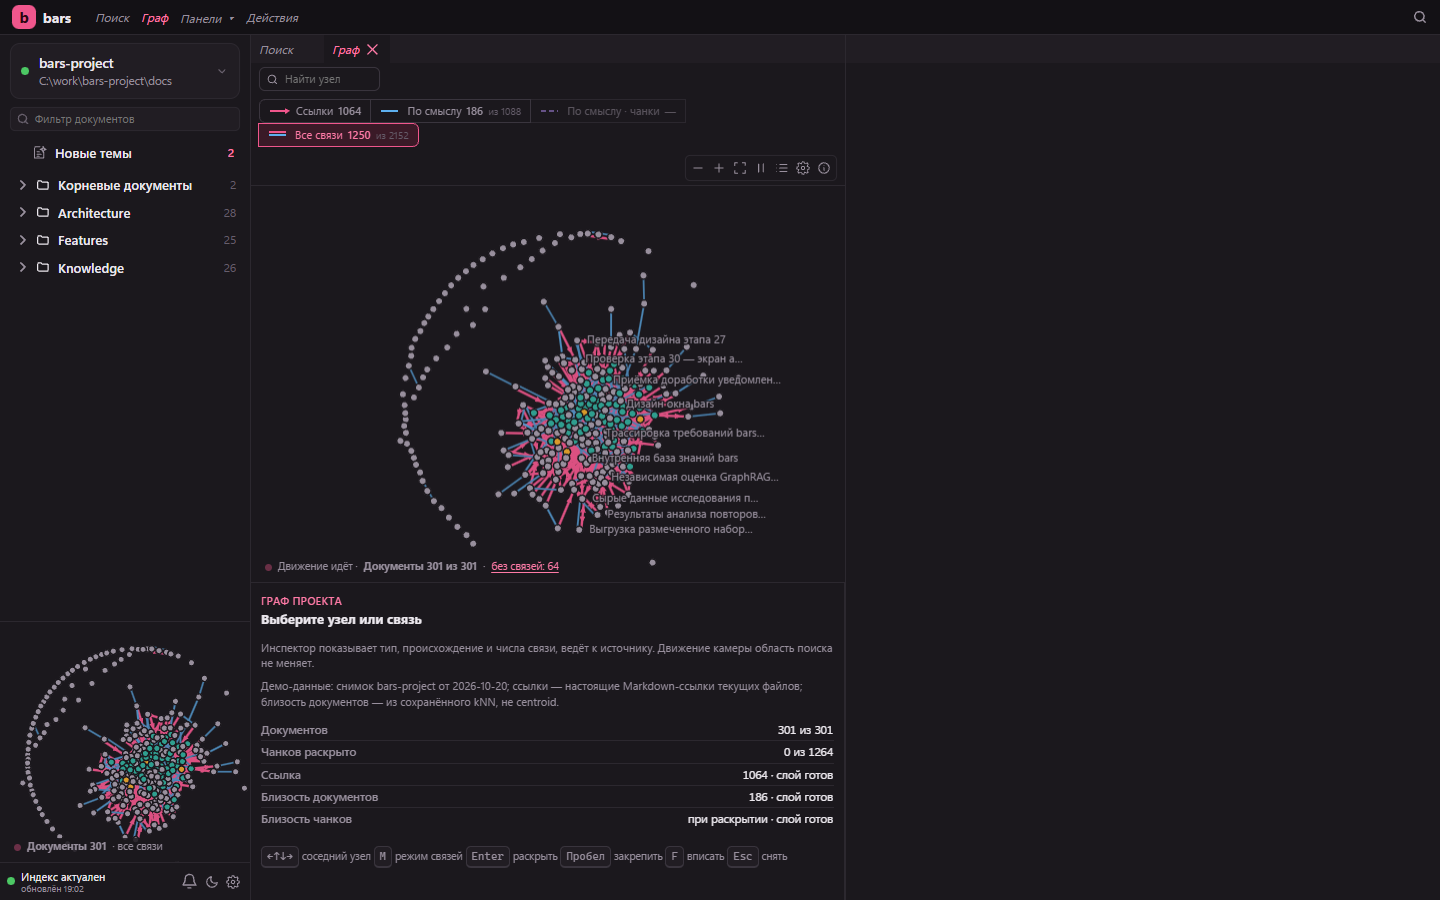 b bars Поиск Граф Панели Действия
bars-project
C:\work\bars-project\docs
Фильтр документов
Новые темы 2
Корневые документы 2
Architecture 28
Features 25
Knowledge 26
Документы 301 · все связи
Индекс актуален
обновлён 19:02
Поиск Граф
Найти узел
Ссылки 1064 По смыслу 186 из 1088 По смыслу · чанки —
Все связи 1250 из 2152
Передача дизайна этапа 27
Проверка этапа 30 — экран а...
Приёмка доработки уведомлен...
Дизайн окна bars
Трассировка требований bars...
Внутренняя база знаний bars
Независимая оценка GraphRAG...
Сырые данные исследования п...
Результаты анализа повторов...
Выгрузка размеченного набор...
Движение идёт · Документы 301 из 301 · без связей: 64
ГРАФ ПРОЕКТА
Выберите узел или связь
Инспектор показывает тип, происхождение и числа связи, ведёт к источнику. Движение камеры область поиска
не меняет.
Демо-данные: снимок bars-project от 2026-10-20; ссылки — настоящие Markdown-ссылки текущих файлов;
близость документов — из сохранённого kNN, не centroid.
Документов 301 из 301
Чанков раскрыто 0 из 1264
Ссылка 1064 · слой готов
Близость документов 186 · слой готов
Близость чанков при раскрытии · слой готов
←↑↓→ соседний узел M режим связей Enter раскрыть Пробел закрепить F вписать Esc снять